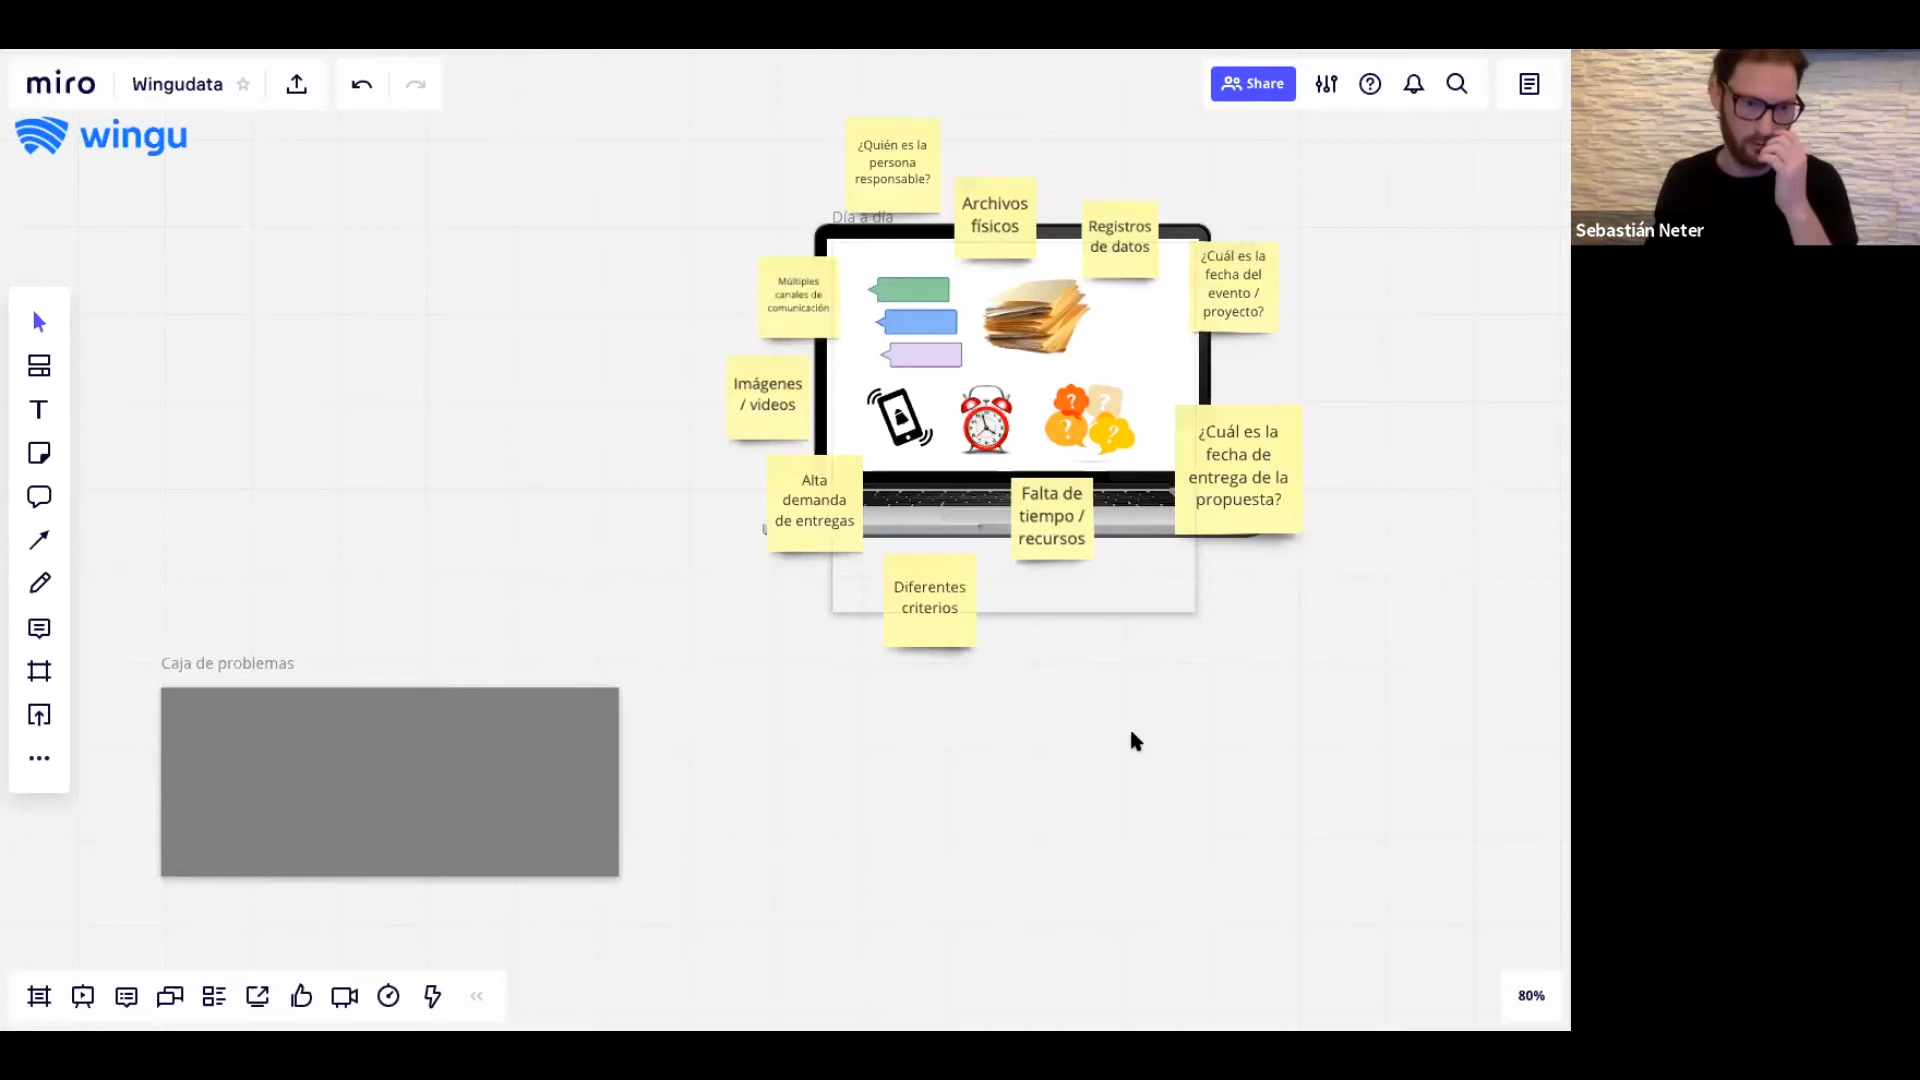 miro
Wingudata
Share
wingu
Sebastián Neter
¿Quién es la
persona
responsable?
Día a día
Archivos
físicos
Registros
de datos
¿Cuál es la
fecha del
evento /
proyecto?
Múltiples
canales de
comunicación
Imágenes
/ videos
¿Cuál es la
fecha de
entrega de la
propuesta?
Alta
demanda
de entregas
Falta de
tiempo /
recursos
Diferentes
criterios
Caja de problemas
80%